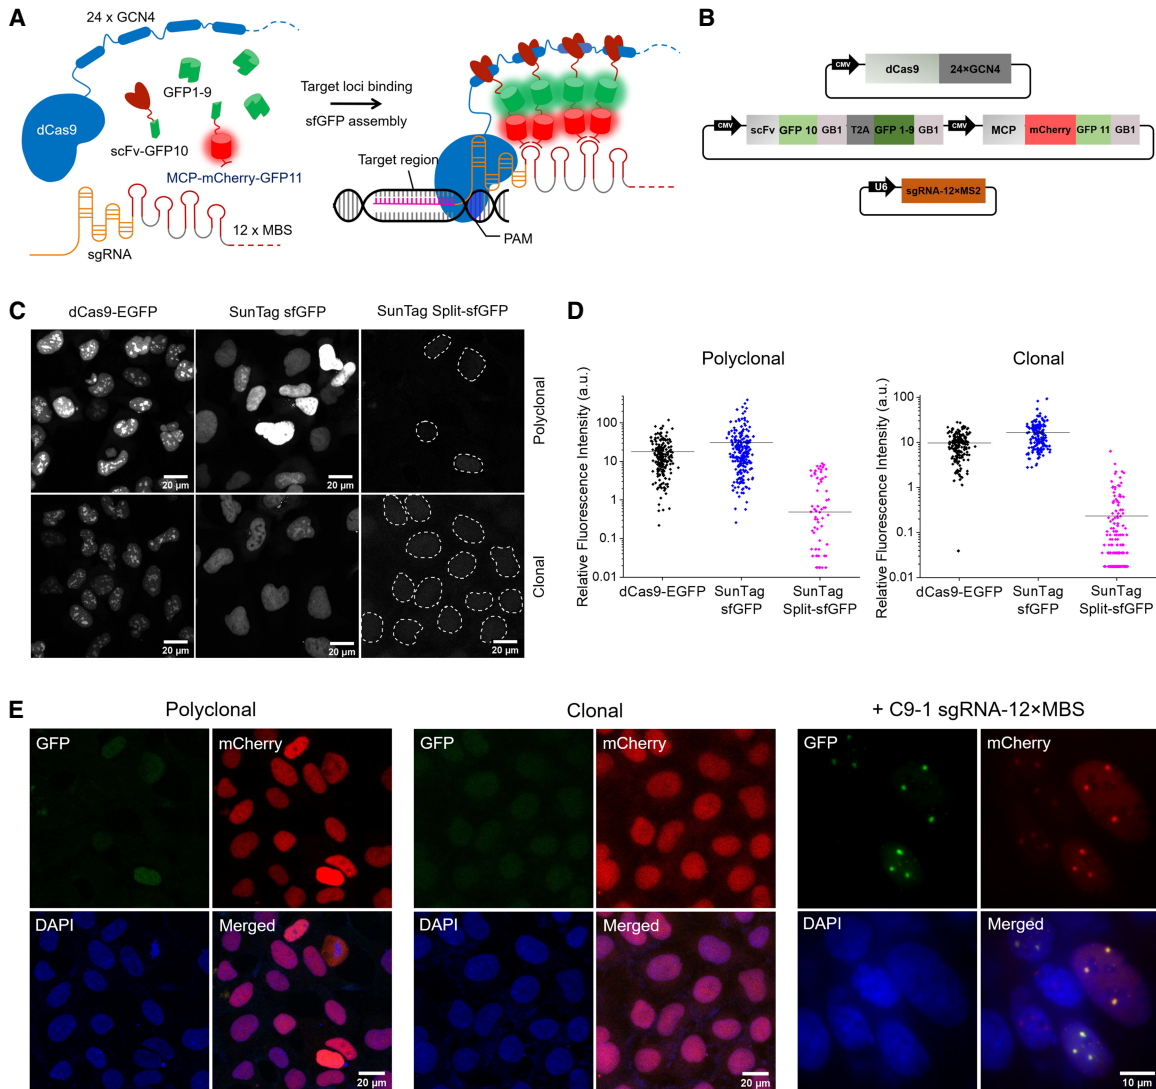 A
24 x GCN4
GFP1-9
dCas9
scFv-GFP10
MCP-mCherry-GFP11
12 x MBS
sgRNA
Target loci binding
sfGFP assembly
Target region
PAM
B
CMV
dCas9
24×GCN4
CMV
scFv
GFP 10
GB1
T2A
GFP 1-9
GB1
CMV
MCP
mCherry
GFP 11
GB1
U6
sgRNA-12×MS2
C
dCas9-EGFP
SunTag sfGFP
SunTag Split-sfGFP
Polyclonal
20 µm
20 µm
20 µm
Clonal
20 µm
20 µm
20 µm
D
Polyclonal
Relative Fluorescence Intensity (a.u.)
100
10
1
0.1
0.01
dCas9-EGFP
SunTag
sfGFP
SunTag
Split-sfGFP
Clonal
Relative Fluorescence Intensity (a.u.)
100
10
1
0.1
0.01
dCas9-EGFP
SunTag
sfGFP
SunTag
Split-sfGFP
E
Polyclonal
GFP
mCherry
DAPI
Merged
20 µm
Clonal
GFP
mCherry
DAPI
Merged
20 µm
+ C9-1 sgRNA-12×MBS
GFP
mCherry
DAPI
Merged
10 µm